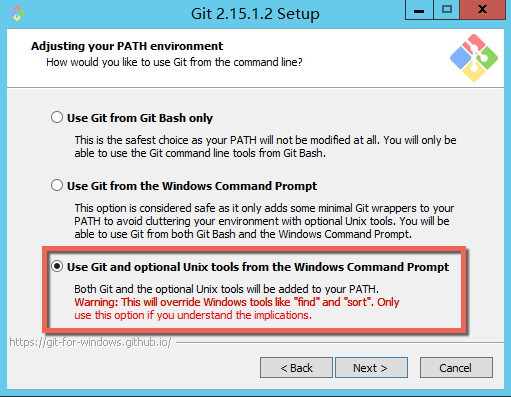 Git 2.15.1.2 Setup
Adjusting your PATH environment
How would you like to use Git from the command line?
Use Git from Git Bash only
This is the safest choice as your PATH will not be modified at all. You will only be
able to use the Git command line tools from Git Bash.
Use Git from the Windows Command Prompt
This option is considered safe as it only adds some minimal Git wrappers to your
PATH to avoid cluttering your environment with optional Unix tools. You will be
able to use Git from both Git Bash and the Windows Command Prompt.
Use Git and optional Unix tools from the Windows Command Prompt
Both Git and the optional Unix tools will be added to your PATH.
Warning: This will override Windows tools like "find" and "sort". Only
use this option if you understand the implications.
https://git-for-windows.github.io/
< Back
Next >
Cancel